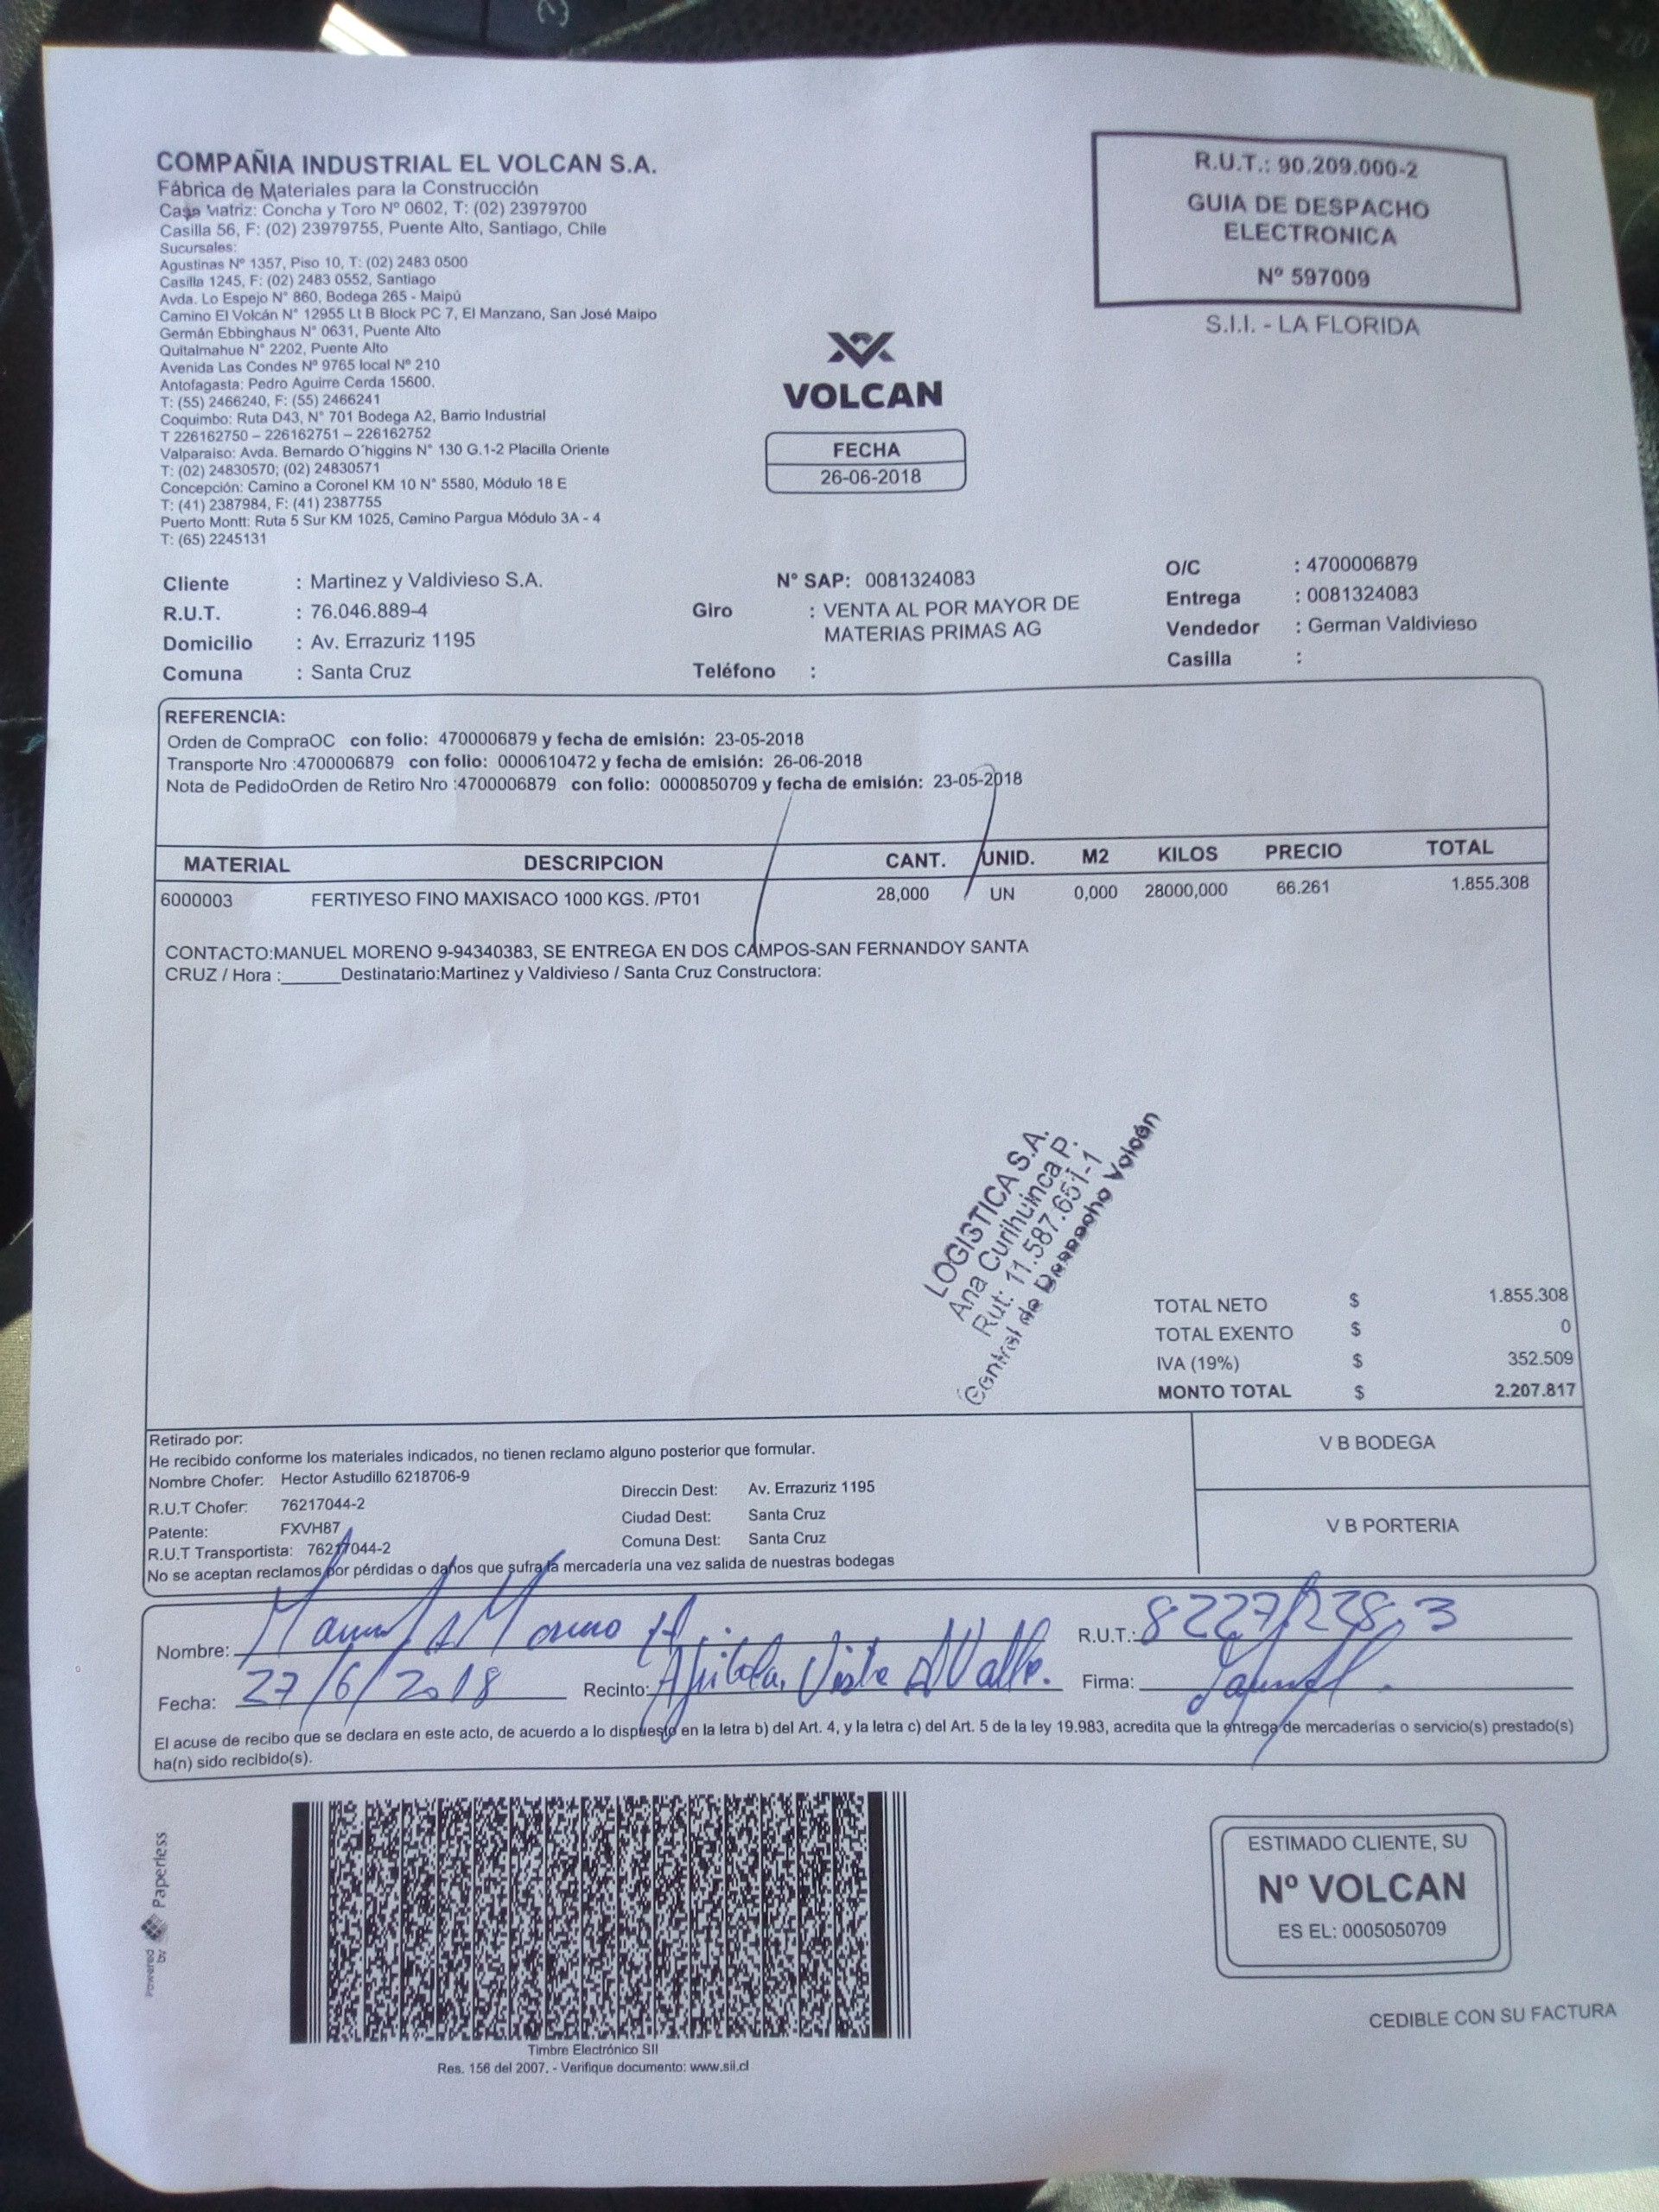 COMPAÑIA INDUSTRIAL EL VOLCAN S.A.
Fábrica de Materiales para la Construcción
Casa Matriz: Concha y Toro Nº 0602, T: (02) 23979700
Casilla 56, F: (02) 23979755, Puente Alto, Santiago, Chile
Sucursales:
Agustinas Nº 1357, Piso 10, T: (02) 2483 0500
Casilla 1245, F: (02) 2483 0552, Santiago
Avda. Lo Espejo N° 860, Bodega 265 - Maipú
Camino El Volcán N° 12955 Lt B Block PC 7, El Manzano, San José Maipo
Germán Ebbinghaus N° 0631, Puente Alto
Quitalmahue N° 2202, Puente Alto
Avenida Las Condes Nº 9765 local Nº 210
Antofagasta: Pedro Aguirre Cerda 15600.
T: (55) 2466240, F: (55) 2466241
Coquimbo: Ruta D43, N° 701 Bodega A2, Barrio Industrial
T 226162750 – 226162751 – 226162752
Valparaiso: Avda. Bernardo O´higgins N° 130 G.1-2 Placilla Oriente
T: (02) 24830570; (02) 24830571
Concepción: Camino a Coronel KM 10 N° 5580, Módulo 18 E
T: (41) 2387984, F: (41) 2387755
Puerto Montt: Ruta 5 Sur KM 1025, Camino Pargua Módulo 3A - 4
T: (65) 2245131
R.U.T.: 90.209.000-2
GUIA DE DESPACHO
ELECTRONICA
Nº 597009
S.I.I. - LA FLORIDA
VOLCAN
FECHA
26-06-2018
Cliente : Martinez y Valdivieso S.A.
R.U.T. : 76.046.889-4
Domicilio : Av. Errazuriz 1195
Comuna : Santa Cruz
Nº SAP: 0081324083
Giro : VENTA AL POR MAYOR DE
MATERIAS PRIMAS AG
Teléfono :
O/C : 4700006879
Entrega : 0081324083
Vendedor : German Valdivieso
Casilla :
REFERENCIA:
Orden de CompraOC con folio: 4700006879 y fecha de emisión: 23-05-2018
Transporte Nro :4700006879 con folio: 0000610472 y fecha de emisión: 26-06-2018
Nota de PedidoOrden de Retiro Nro :4700006879 con folio: 0000850709 y fecha de emisión: 23-05-2018
MATERIAL DESCRIPCION CANT. UNID. M2 KILOS PRECIO TOTAL
6000003 FERTIYESO FINO MAXISACO 1000 KGS. /PT01 28,000 UN 0,000 28000,000 66.261 1.855.308
CONTACTO:MANUEL MORENO 9-94340383, SE ENTREGA EN DOS CAMPOS-SAN FERNANDOY SANTA
CRUZ / Hora :______Destinatario:Martinez y Valdivieso / Santa Cruz Constructora:
LOGISTICA S.A.
Ana Curihuinca P.
Rut: 11.587.651-1
Control de Despacho Volcán
TOTAL NETO $ 1.855.308
TOTAL EXENTO $ 0
IVA (19%) $ 352.509
MONTO TOTAL $ 2.207.817
Retirado por:
He recibido conforme los materiales indicados, no tienen reclamo alguno posterior que formular.
Nombre Chofer: Hector Astudillo 6218706-9
R.U.T Chofer: 76217044-2
Patente: FXVH87
R.U.T Transportista: 76217044-2
Direccin Dest: Av. Errazuriz 1195
Ciudad Dest: Santa Cruz
Comuna Dest: Santa Cruz
No se aceptan reclamos por pérdidas o daños que sufra la mercadería una vez salida de nuestras bodegas
V B BODEGA
V B PORTERIA
Nombre: Manuel Moreno
R.U.T.:
Fecha: 27/6/2018 Recinto: Firma:
El acuse de recibo que se declara en este acto, de acuerdo a lo dispuesto en la letra b) del Art. 4, y la letra c) del Art. 5 de la ley 19.983, acredita que la entrega de mercaderías o servicio(s) prestado(s)
ha(n) sido recibido(s).
Powered by Paperless
Timbre Electrónico SII
Res. 156 del 2007. - Verifique documento: www.sii.cl
ESTIMADO CLIENTE, SU
Nº VOLCAN
ES EL: 0005050709
CEDIBLE CON SU FACTURA